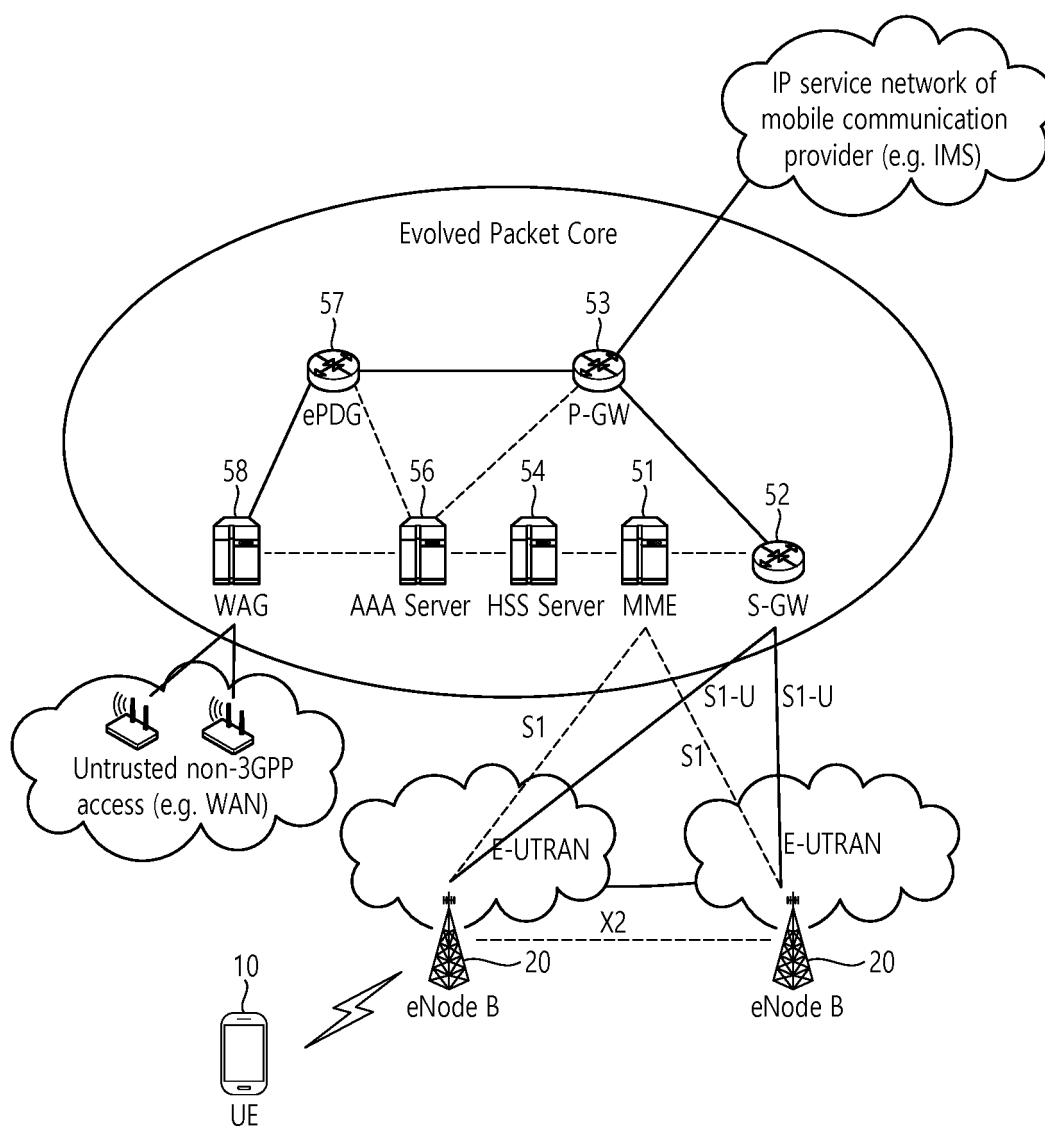 IP service network of
mobile communication
provider (e.g. IMS)
Evolved Packet Core
57
53
ePDG
P-GW
58
56
54
51
52
WAG
AAA Server
HSS Server
MME
S-GW
S1-U
S1-U
S1
S1
Untrusted non-3GPP
access (e.g. WAN)
E-UTRAN
E-UTRAN
X2
20
20
10
eNode B
eNode B
UE